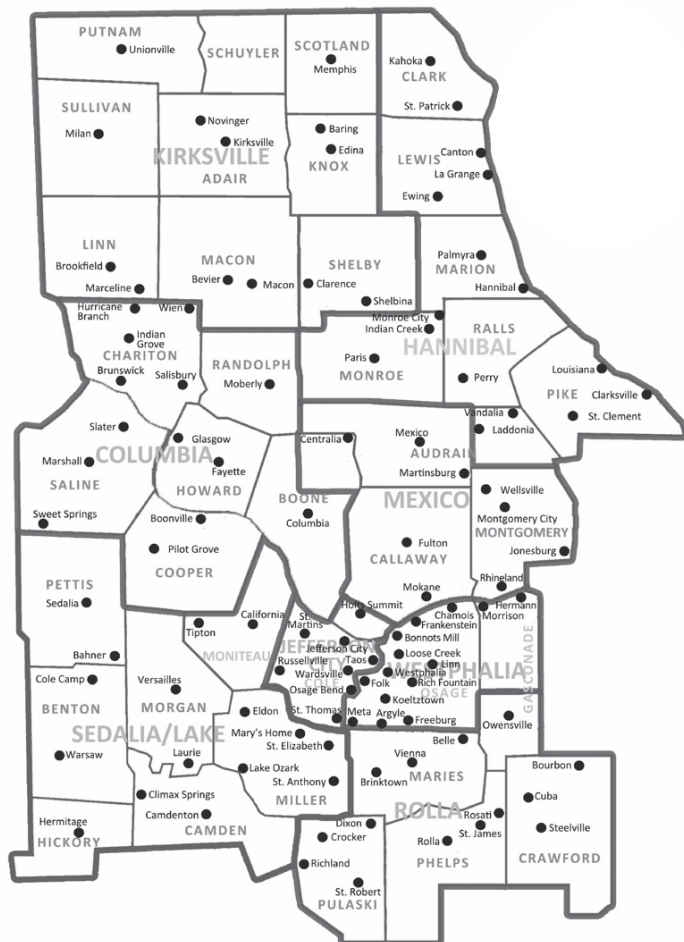 PUTNAM
Unionville
SCHUYLER
SCOTLAND
Memphis
Kahoka
CLARK
St. Patrick
SULLIVAN
Milan
Novinger
Kirksville
KIRKSVILLE
ADAIR
Baring
Edina
KNOX
LEWIS
Canton
La Grange
Ewing
LINN
Brookfield
Marceline
MACON
Bevier
Macon
SHELBY
Clarence
Shelbina
Palmyra
MARION
Hannibal
Hurricane
Branch
Wien
Indian
Grove
CHARITON
Brunswick
Salisbury
RANDOLPH
Moberly
Monroe City
Indian Creek
HANNIBAL
Paris
MONROE
RALLS
Perry
Louisiana
PIKE
Clarksville
St. Clement
Slater
COLUMBIA
Marshall
SALINE
Sweet Springs
Glasgow
Fayette
HOWARD
Centralia
BOONE
Columbia
Mexico
AUDRAIN
Martinsburg
Vandalia
Laddonia
MEXICO
Wellsville
Montgomery City
MONTGOMERY
Jonesburg
Boonville
Pilot Grove
COOPER
Fulton
CALLAWAY
Mokane
Rhineland
PETTIS
Sedalia
Bahner
Tipton
California
MONITEAU
St.
Martins
Holts Summit
JEFFERSON
CITY
Jefferson City
Taos
Russellville
Wardsville
COLE
Osage Bend
St. Thomas
Chamois
Frankenstein
Bonnots Mill
Loose Creek
Linn
WESTPHALIA
Westphalia
Rich Fountain
OSAGE
Folk
Koeltztown
Meta
Argyle
Freeburg
Hermann
Morrison
GASCONADE
Owensville
Cole Camp
BENTON
Warsaw
Versailles
MORGAN
SEDALIA/LAKE
Laurie
Eldon
Mary's Home
St. Elizabeth
Lake Ozark
St. Anthony
MILLER
Climax Springs
Camdenton
CAMDEN
Hermitage
HICKORY
Belle
Vienna
Brinktown
MARIES
ROLLA
Rosati
St. James
Rolla
PHELPS
Dixon
Crocker
Richland
St. Robert
PULASKI
Bourbon
Cuba
Steelville
CRAWFORD